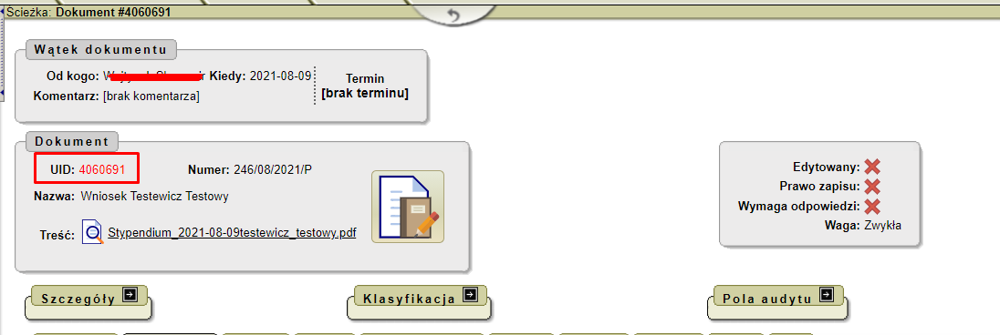 Scieżka: Dokument #4060691
Wątek dokumentu
Od kogo: Kiedy: 2021-08-09
Komentarz: [brak komentarza]
Termin
[brak terminu]
Dokument
UID: 4060691 Numer: 246/08/2021/P
Nazwa: Wniosek Testewicz Testowy
Treść: Stypendium_2021-08-09testewicz_testowy.pdf
Edytowany:
Prawo zapisu:
Wymaga odpowiedzi:
Waga: Zwykła
Szczegóły
Klasyfikacja
Pola audytu